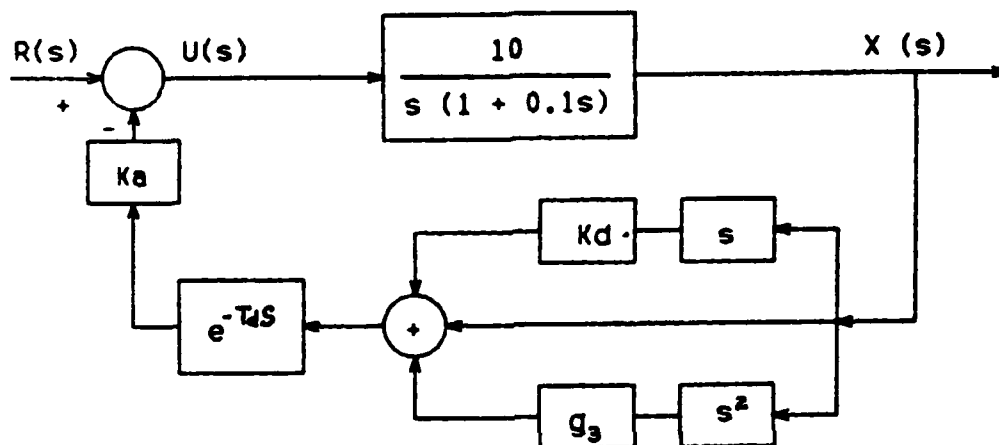 R(s)
+
-
U(s)
10
s (1 + 0.1s)
X (s)
Ka
Kd
s
e^{-TdS}
+
g₃
s²